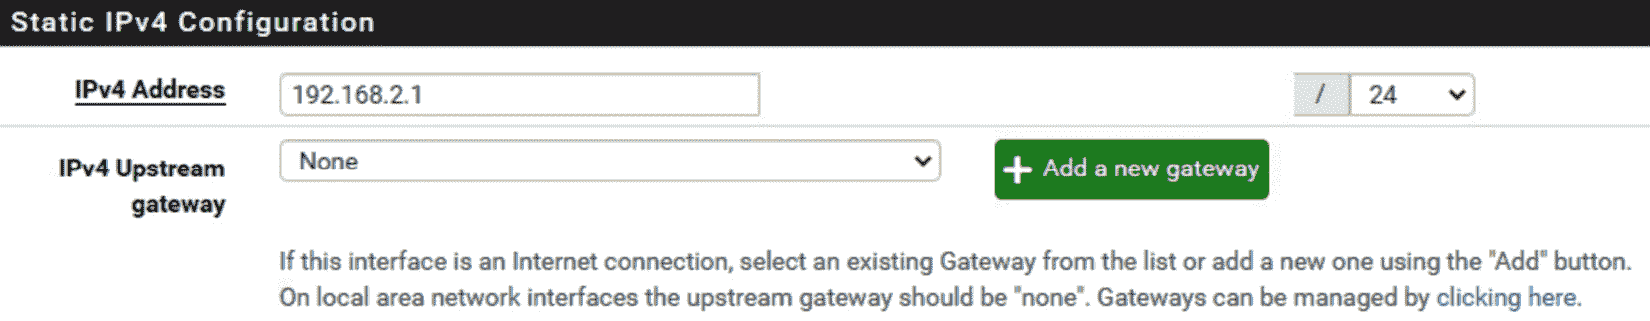 Static IPv4 Configuration
IPv4 Address
192.168.2.1
/ 24
IPv4 Upstream
gateway
None
Add a new gateway
If this interface is an Internet connection, select an existing Gateway from the list or add a new one using the "Add" button.
On local area network interfaces the upstream gateway should be "none". Gateways can be managed by clicking here.